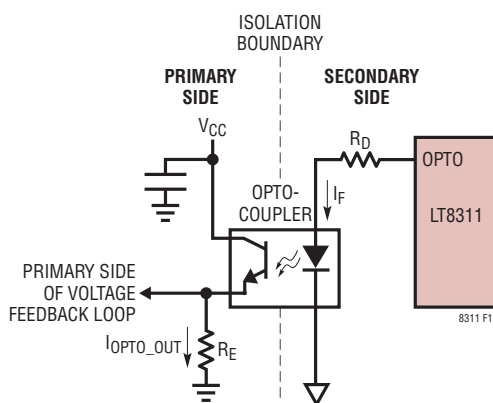 ISOLATION
BOUNDARY
PRIMARY
SIDE
SECONDARY
SIDE
VCC
RD
OPTO
LT8311
OPTO-
COUPLER
IF
PRIMARY SIDE
OF VOLTAGE
FEEDBACK LOOP
IOPTO_OUT
RE
8311 F1